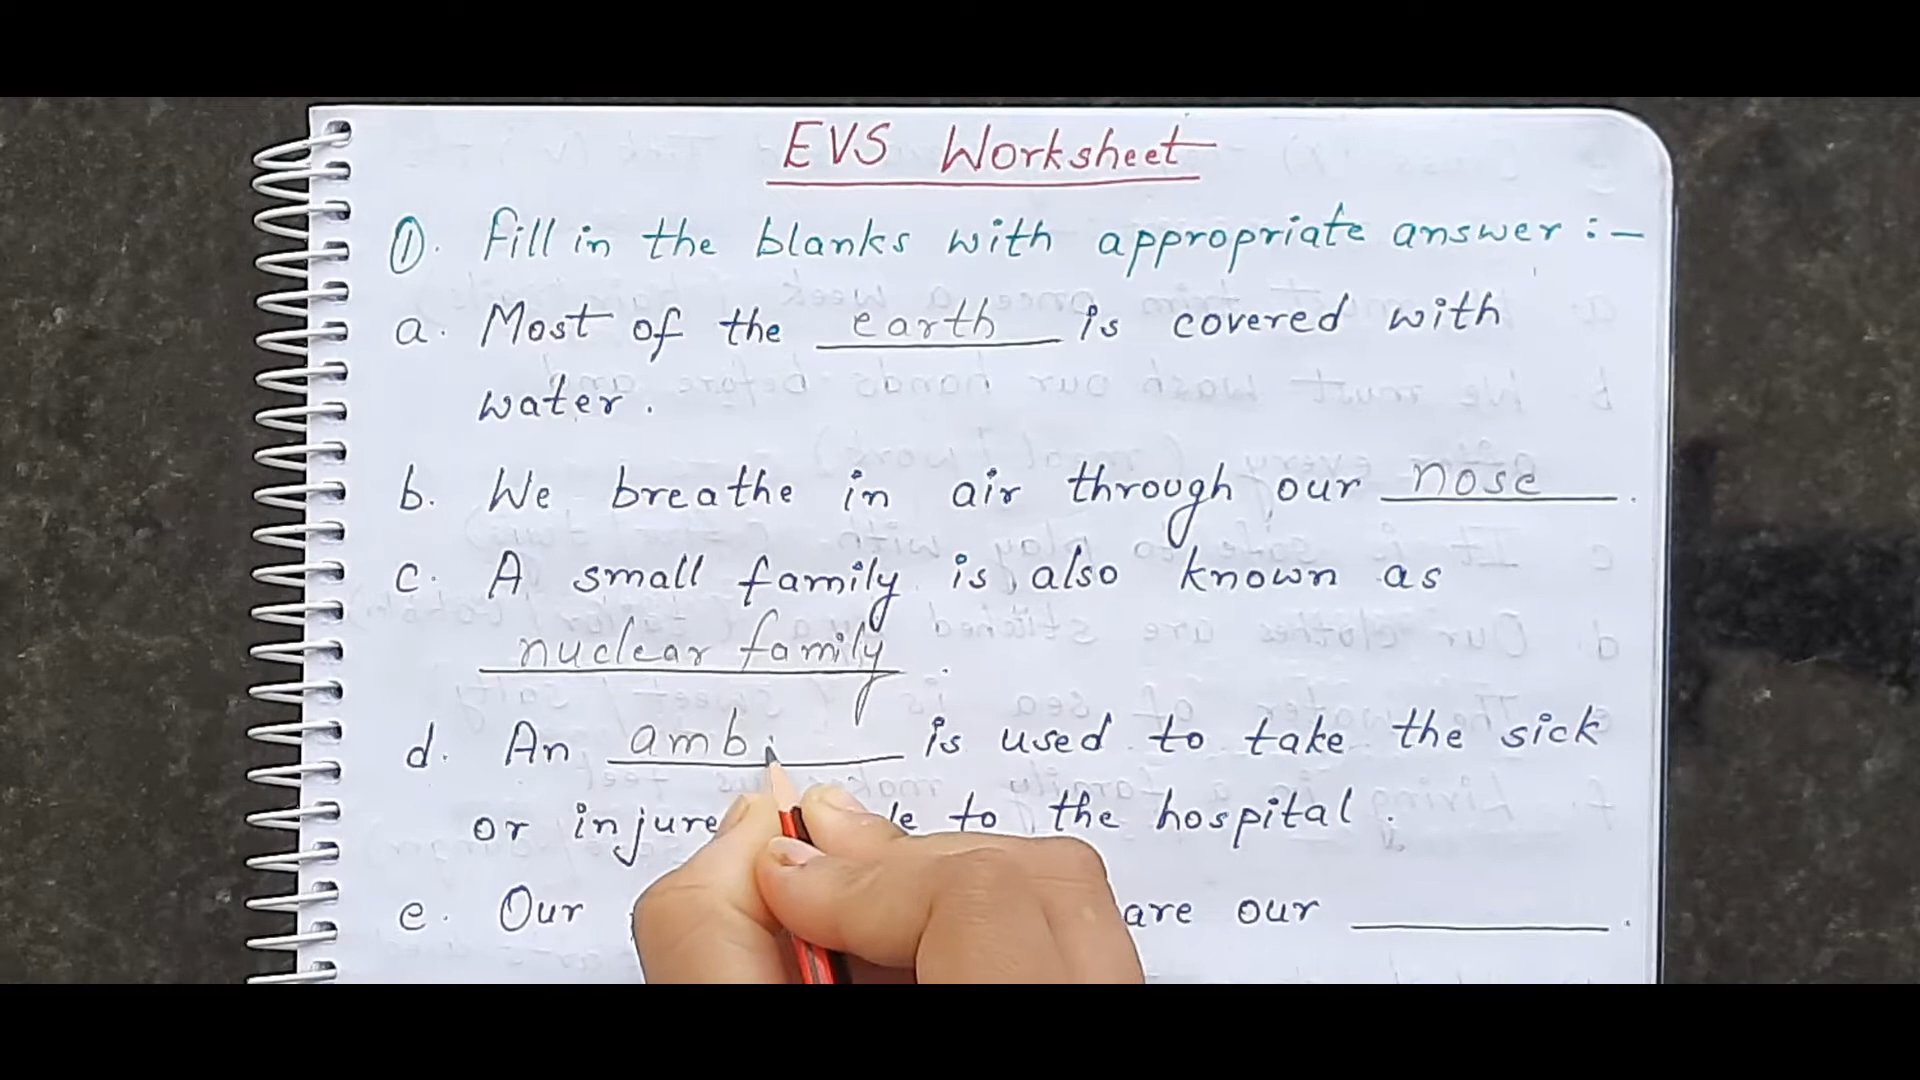 EVS Worksheet
①. Fill in the blanks with appropriate answer :-
a. Most of the earth is covered with
water.
b. We breathe in air through our nose.
c. A small family is also known as
nuclear family.
d. An amb is used to take the sick
or injure to the hospital.
e. Our are our ______.